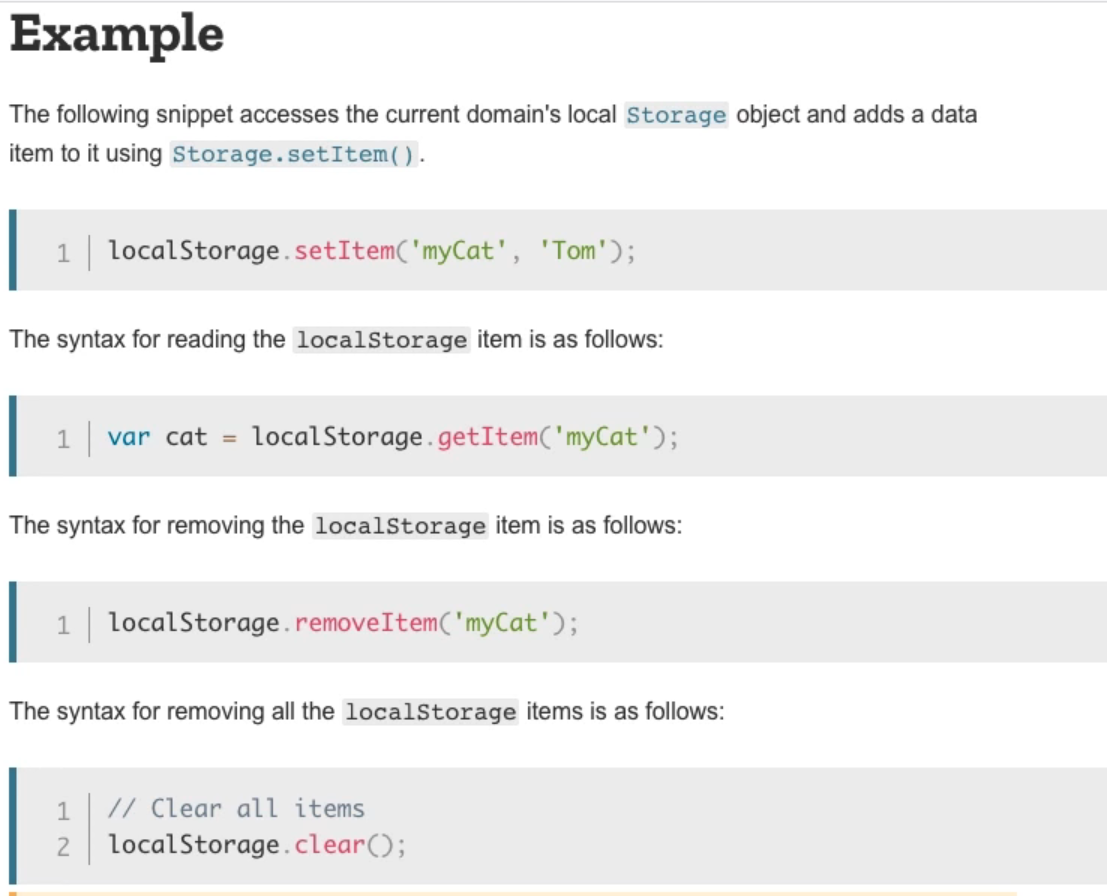 Example
The following snippet accesses the current domain's local Storage object and adds a data
item to it using Storage.setItem().
1 localStorage.setItem('myCat', 'Tom');
The syntax for reading the localStorage item is as follows:
1 var cat = localStorage.getItem('myCat');
The syntax for removing the localStorage item is as follows:
1 localStorage.removeItem('myCat');
The syntax for removing all the localStorage items is as follows:
1 // Clear all items
2 localStorage.clear();